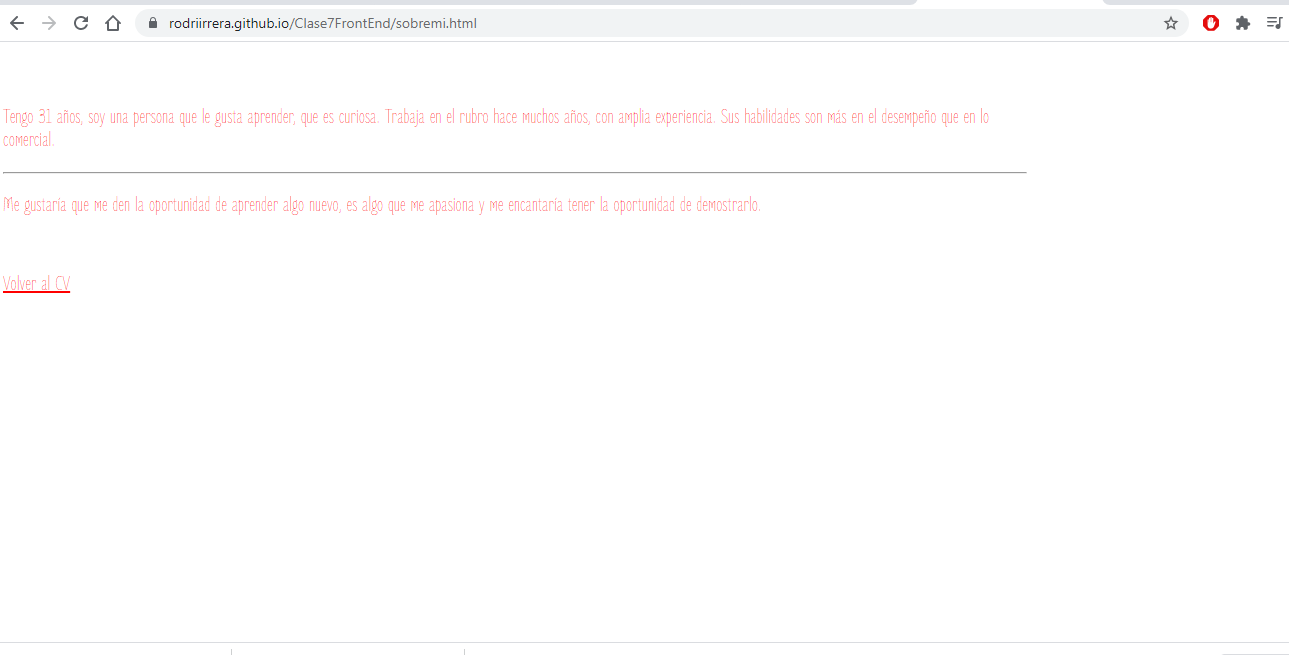 rodriirrera.github.io/Clase7FrontEnd/sobremi.html
Tengo 31 años, soy una persona que le gusta aprender, que es curiosa. Trabaja en el rubro hace muchos años, con amplia experiencia. Sus habilidades son más en el desempeño que en lo
comercial.
Me gustaría que me den la oportunidad de aprender algo nuevo, es algo que me apasiona y me encantaría tener la oportunidad de demostrarlo.
Volver al CV